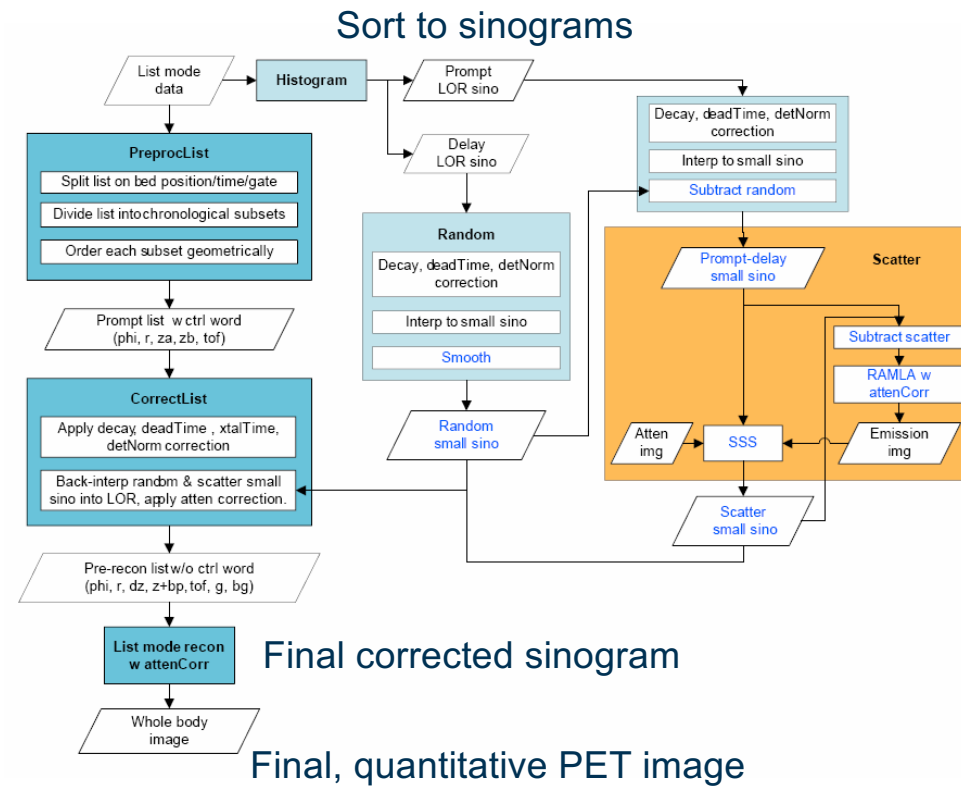 Sort to sinograms
List mode
data
Histogram
Prompt
LOR sino
Delay
LOR sino
PreprocList
Split list on bed position/time/gate
Divide list into chronological subsets
Order each subset geometrically
Random
Decay, deadTime, detNorm
correction
Interp to small sino
Smooth
Decay, deadTime, detNorm
correction
Interp to small sino
Subtract random
Scatter
Prompt-delay
small sino
Subtract scatter
RAMLA w
attenCorr
Atten
img
SSS
Emission
img
Scatter
small sino
Random
small sino
Prompt list w ctrl word
(phi, r, za, zb, tof)
CorrectList
Apply decay, deadTime , xtalTime,
detNorm correction
Back-interp random & scatter small
sino into LOR, apply atten correction.
Pre-recon list w/o ctrl word
(phi, r, dz, z+bp, tof, g, bg)
List mode recon
w attenCorr
Final corrected sinogram
Whole body
image
Final, quantitative PET image